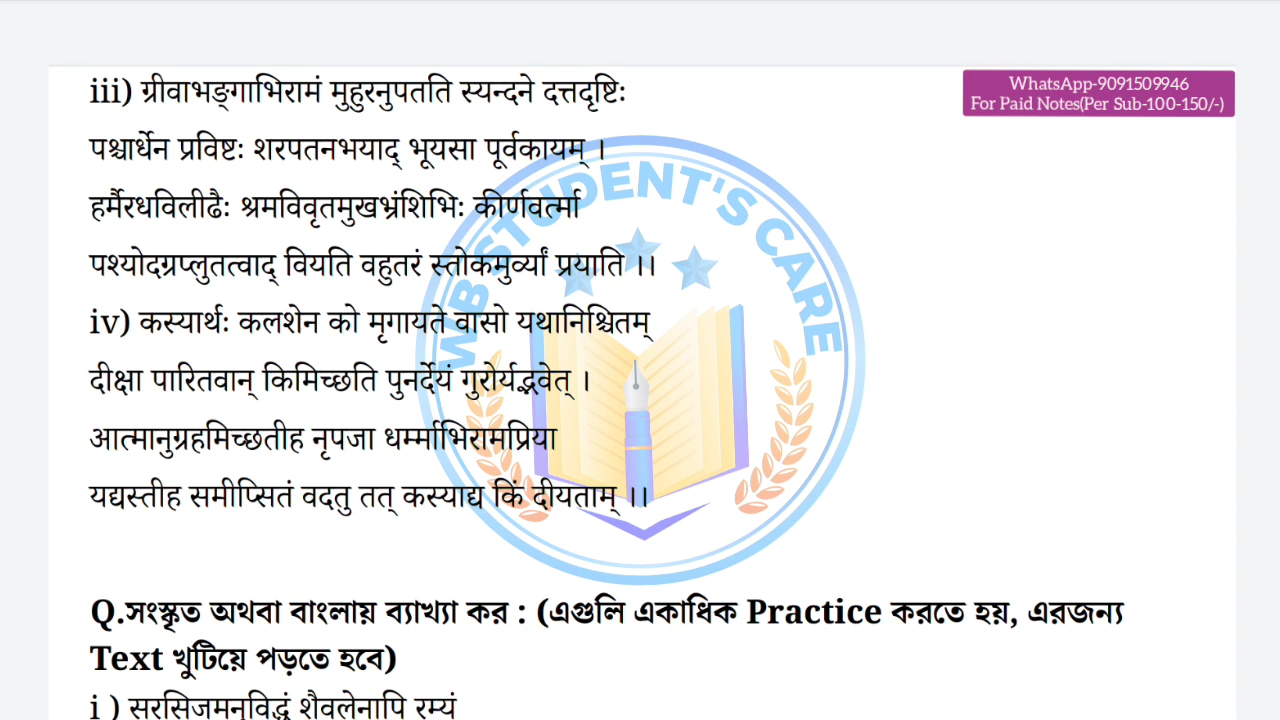 iii) ग्रीवाभङ्गाभिरामं मुहुरनुपतति स्यन्दने दत्तदृष्टिः
WhatsApp-9091509946
For Paid Notes(Per Sub-100-150/-)
पश्चार्धेन प्रविष्टः शरपतनभयाद् भूयसा पूर्वकायम् ।
हर्मैरधविलीढैः श्रमविवृतमुखभ्रंशिभिः कीर्णवर्त्मा
पश्योदग्रप्लुतत्वाद् वियति वहुतरं स्तोकमुर्व्यां प्रयाति ।।
iv) कस्यार्थः कलशेन को मृगायते वासो यथानिश्चितम्
दीक्षा पारितवान् किमिच्छति पुनर्देयं गुरोर्यद्भवेत् ।
आत्मानुग्रहमिच्छतीह नृपजा धर्म्माभिरामप्रिया
यद्यस्तीह समीप्सितं वदतु तत् कस्याद्य किं दीयताम् ।।
WB STUDENT'S CARE
Q.সংস্কৃত অথবা বাংলায় ব্যাখ্যা কর : (এগুলি একাধিক Practice করতে হয়, এরজন্য
Text খুটিয়ে পড়তে হবে)
i ) सरसिजमनुविद्धं शैवलेनापि रम्यं